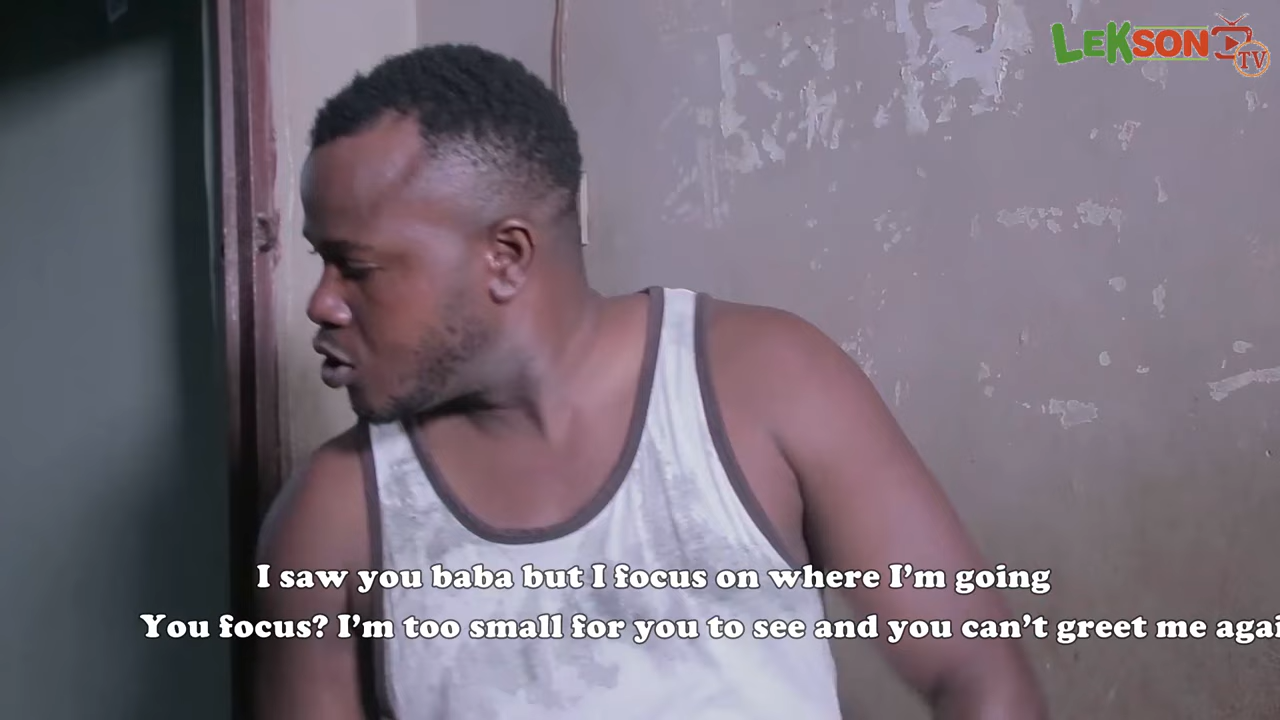 LEKSON TV
I saw you baba but I focus on where I'm going
You focus? I'm too small for you to see and you can't greet me agai